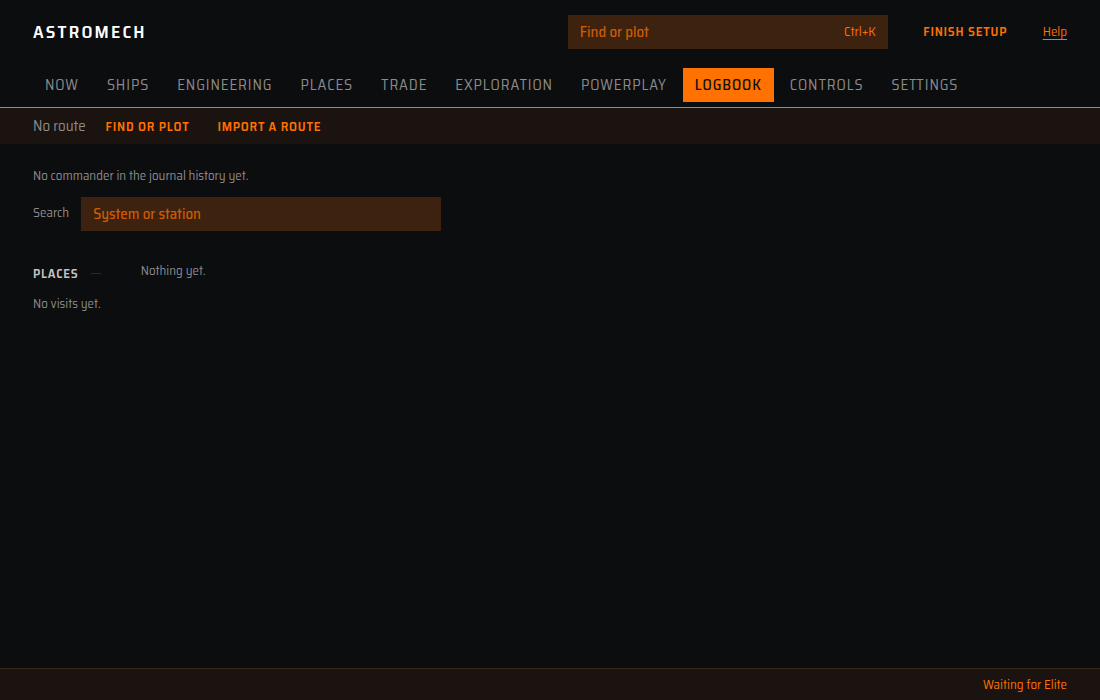 ASTROMECH
Find or plot Ctrl+K
FINISH SETUP
Help
NOW SHIPS ENGINEERING PLACES TRADE EXPLORATION POWERPLAY LOGBOOK CONTROLS SETTINGS
No route FIND OR PLOT IMPORT A ROUTE
No commander in the journal history yet.
Search System or station
PLACES — Nothing yet.
No visits yet.
Waiting for Elite